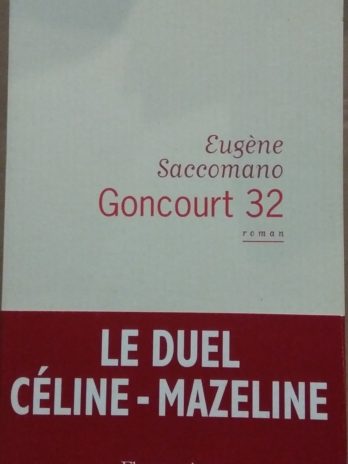 Eugène
Saccomano
Goncourt 32
roman
LE DUEL
CÉLINE - MAZELINE